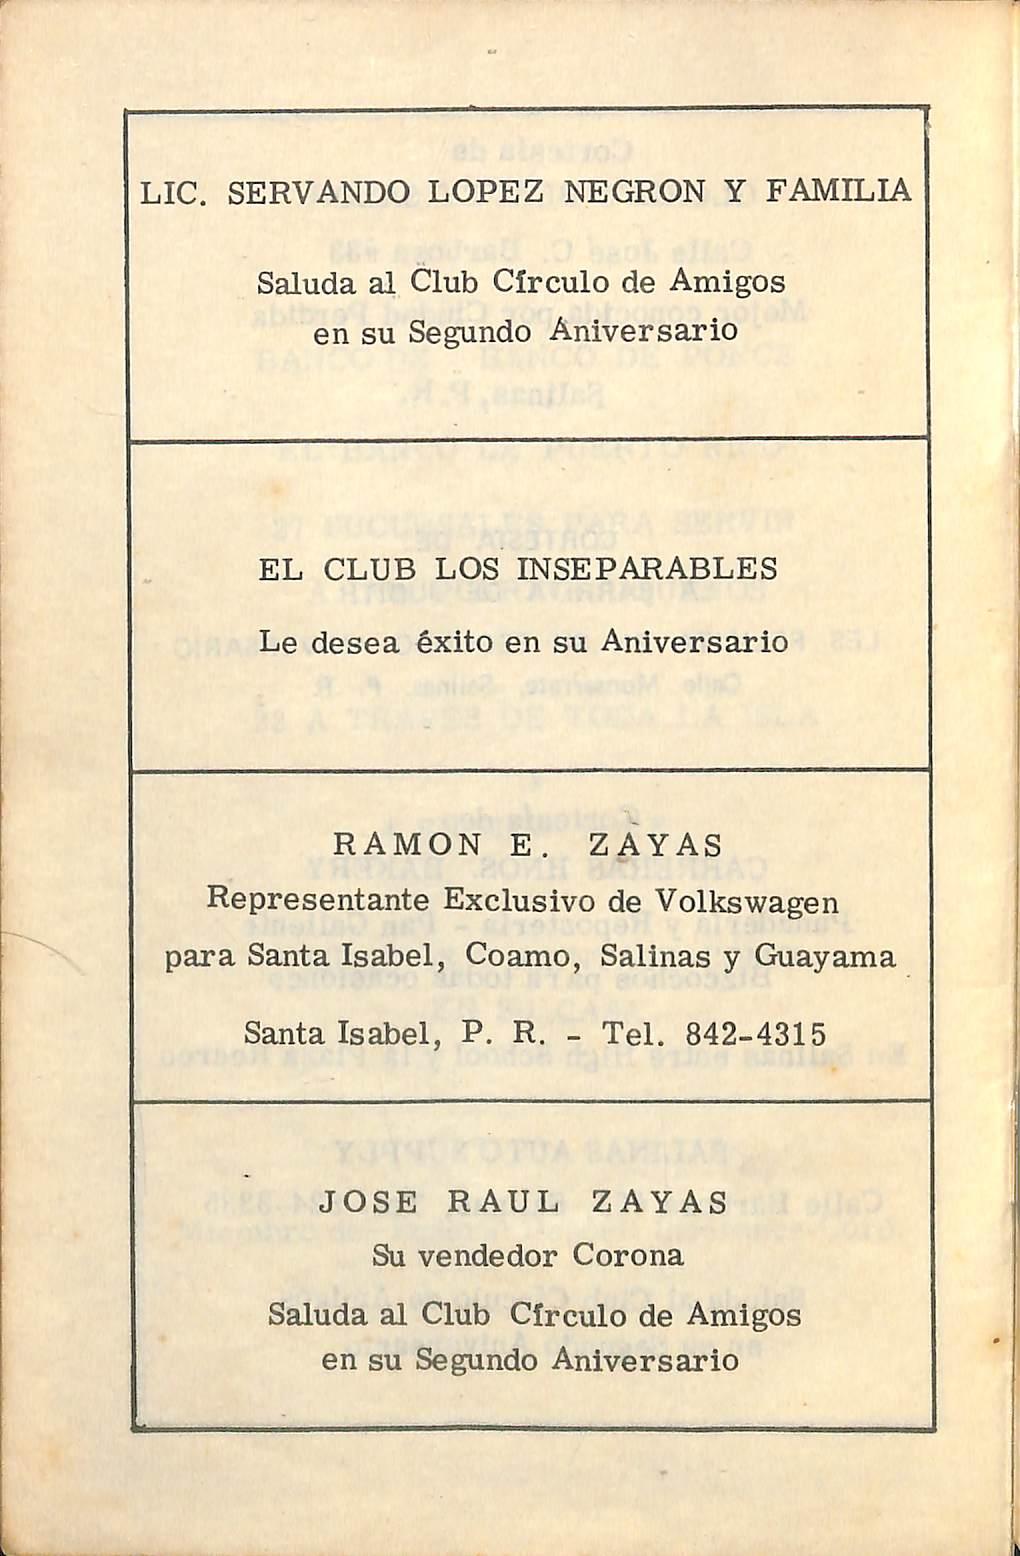 LIC. SERVANDO LOPEZ NEGRON Y FAMILIA
Saluda al Club Círculo de Amigos
en su Segundo Aniversario
EL CLUB LOS INSEPARABLES
Le desea éxito en su Aniversario
RAMON E. ZAYAS
Representante Exclusivo de Volkswagen
para Santa Isabel, Coamo, Salinas y Guayama
Santa Isabel, P. R. - Tel. 842-4315
JOSE RAUL ZAYAS
Su vendedor Corona
Saluda al Club Círculo de Amigos
en su Segundo Aniversario